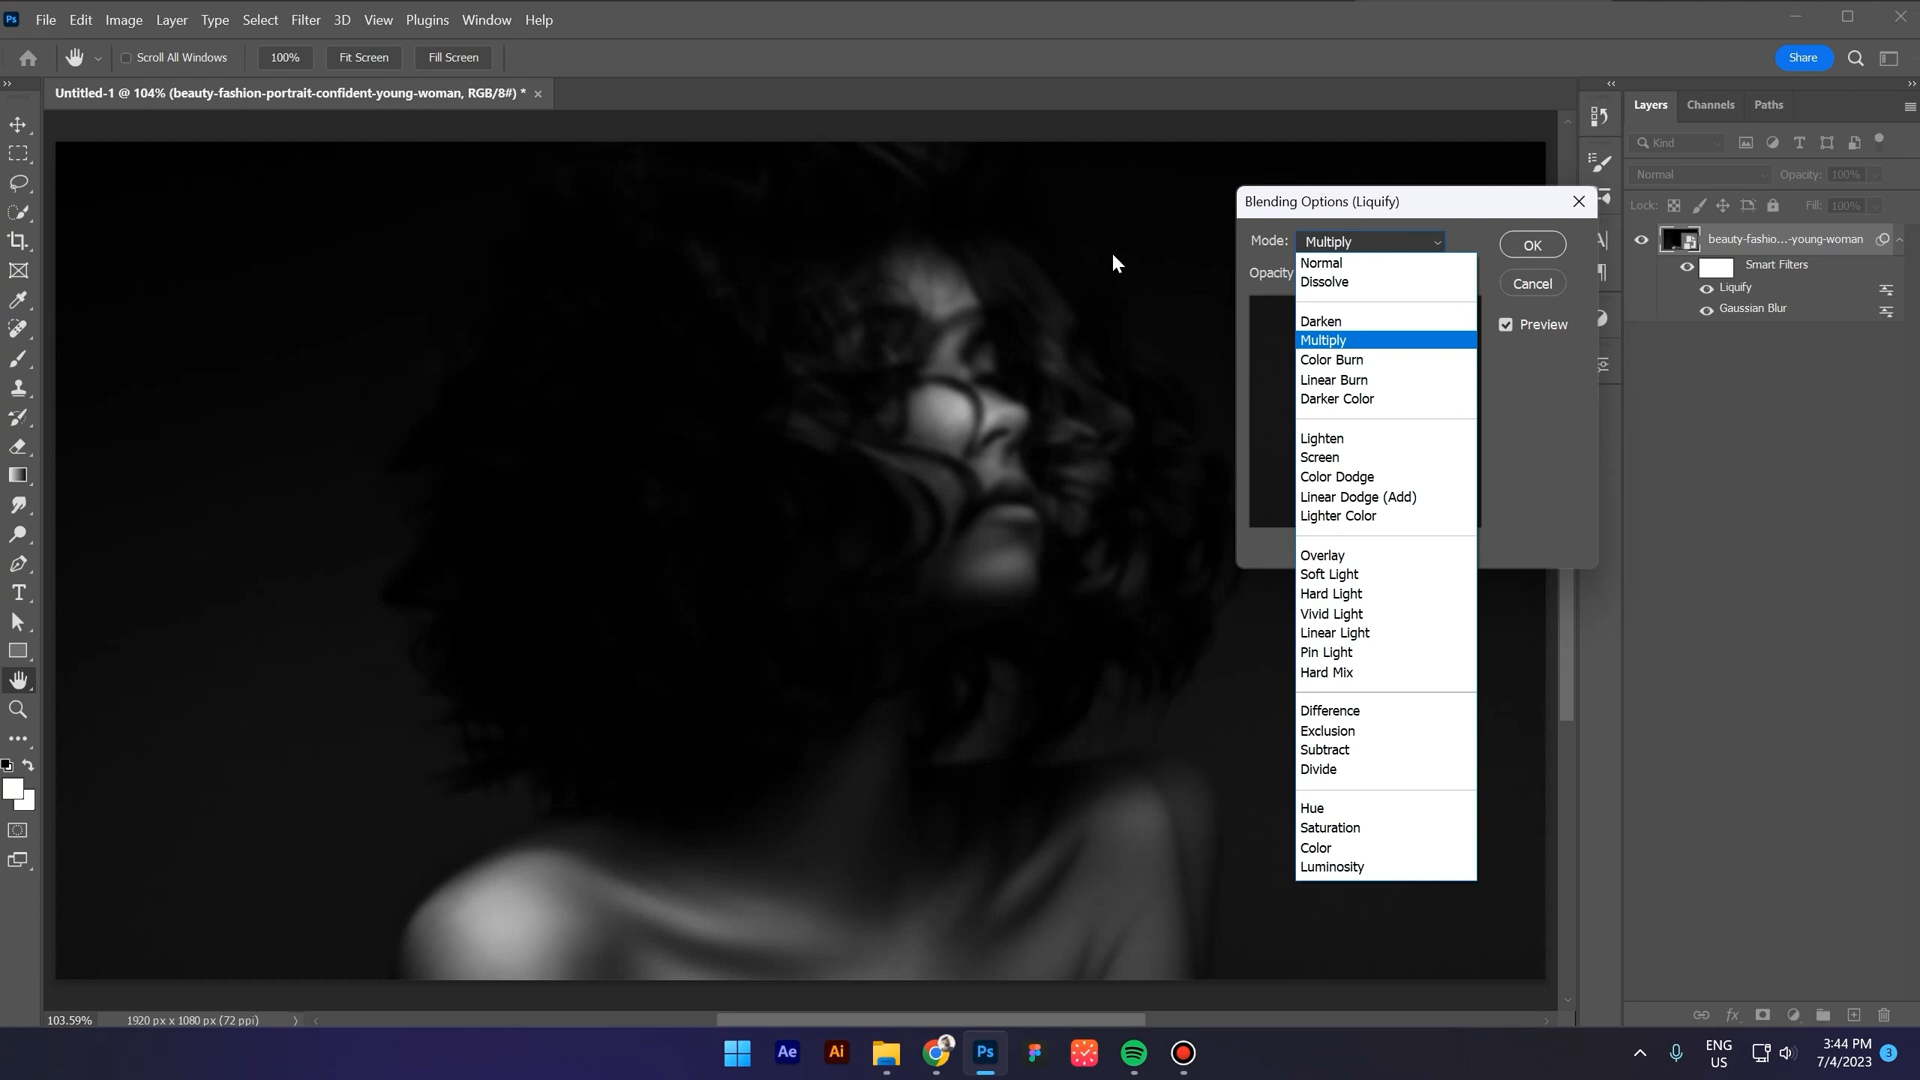 Ps File Edit Image Layer Type Select Filter 3D View Plugins Window Help
Scroll All Windows 100% Fit Screen Fill Screen Share
Untitled-1 @ 104% (beauty-fashion-portrait-confident-young-woman, RGB/8#) *
Layers Channels Paths
Kind
Normal Opacity: 100%
Lock: Fill: 100%
beauty-fashio...-young-woman
Smart Filters
Liquify
Gaussian Blur
Blending Options (Liquify)
Mode: Multiply OK
Opacity Cancel
Preview
Normal
Dissolve
Darken
Multiply
Color Burn
Linear Burn
Darker Color
Lighten
Screen
Color Dodge
Linear Dodge (Add)
Lighter Color
Overlay
Soft Light
Hard Light
Vivid Light
Linear Light
Pin Light
Hard Mix
Difference
Exclusion
Subtract
Divide
Hue
Saturation
Color
Luminosity
103.59% 1920 px x 1080 px (72 ppi)
fx
Ae Ai Ps
ENG
US
3:44 PM
7/4/2023
3